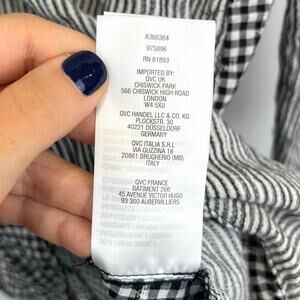 A366364
975896
RN 81893
IMPORTED BY:
QVC UK
CHISWICK PARK
566 CHISWICK HIGH ROAD
LONDON
W4 5XU
QVC HANDEL LLC & CO. KG
PLOCKSTR. 30
40221 DÜSSELDORF
GERMANY
QVC ITALIA S.R.L
VIA GUZZINA 18
20861 BRUGHERIO (MB)
ITALY
QVC FRANCE
BATIMENT 266
45 AVENUE VICTOR HUGO
93 300 AUBERVILLIERS